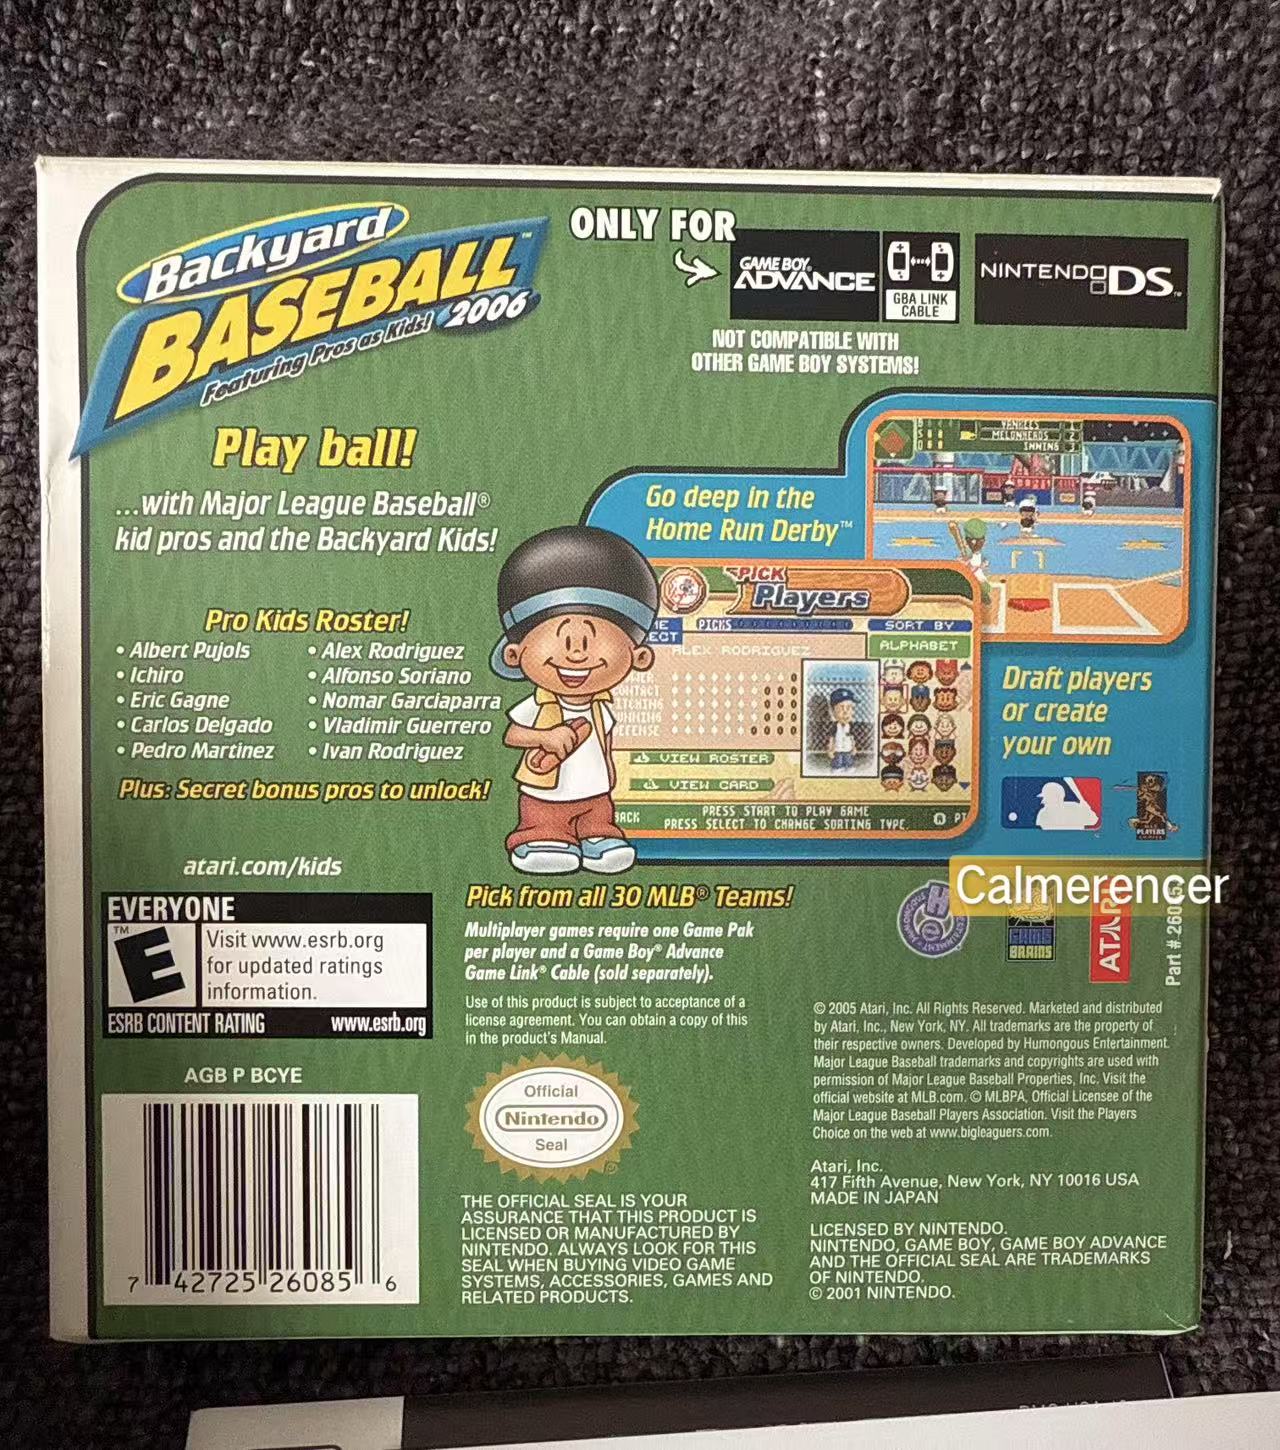 Backyard
BASEBALL™
2006
Featuring Pros as Kids!
ONLY FOR
GAME BOY ADVANCE
GBA LINK
CABLE
NINTENDO DS™
NOT COMPATIBLE WITH
OTHER GAME BOY SYSTEMS!
Play ball!
...with Major League Baseball®
kid pros and the Backyard Kids!
Pro Kids Roster!
• Albert Pujols
• Ichiro
• Eric Gagne
• Carlos Delgado
• Pedro Martinez
• Alex Rodriguez
• Alfonso Soriano
• Nomar Garciaparra
• Vladimir Guerrero
• Ivan Rodriguez
Plus: Secret bonus pros to unlock!
Go deep in the
Home Run Derby™
YANKEES 1
MELONHEADS 2
INNING 3
PICK
Players
PICKS
SORT BY
ALEX RODRIGUEZ
ALPHABET
VIEW ROSTER
VIEW CARD
PRESS START TO PLAY GAME
PRESS SELECT TO CHANGE SORTING TYPE.
Draft players
or create
your own
PLAYERS
atari.com/kids
EVERYONE
E™
Visit www.esrb.org
for updated ratings
information.
ESRB CONTENT RATING www.esrb.org
Pick from all 30 MLB® Teams!
Multiplayer games require one Game Pak
per player and a Game Boy® Advance
Game Link® Cable (sold separately).
Use of this product is subject to acceptance of a
license agreement. You can obtain a copy of this
in the product's Manual.
Calmerencer
GAME
BRAINS
ATARI
Part #
© 2005 Atari, Inc. All Rights Reserved. Marketed and distributed
by Atari, Inc., New York, NY. All trademarks are the property of
their respective owners. Developed by Humongous Entertainment.
Major League Baseball trademarks and copyrights are used with
permission of Major League Baseball Properties, Inc. Visit the
official website at MLB.com. © MLBPA, Official Licensee of the
Major League Baseball Players Association. Visit the Players
Choice on the web at www.bigleaguers.com.
AGB P BCYE
7 42725 26085 6
Official
Nintendo
Seal
THE OFFICIAL SEAL IS YOUR
ASSURANCE THAT THIS PRODUCT IS
LICENSED OR MANUFACTURED BY
NINTENDO. ALWAYS LOOK FOR THIS
SEAL WHEN BUYING VIDEO GAME
SYSTEMS, ACCESSORIES, GAMES AND
RELATED PRODUCTS.
Atari, Inc.
417 Fifth Avenue, New York, NY 10016 USA
MADE IN JAPAN
LICENSED BY NINTENDO.
NINTENDO, GAME BOY, GAME BOY ADVANCE
AND THE OFFICIAL SEAL ARE TRADEMARKS
OF NINTENDO.
© 2001 NINTENDO.